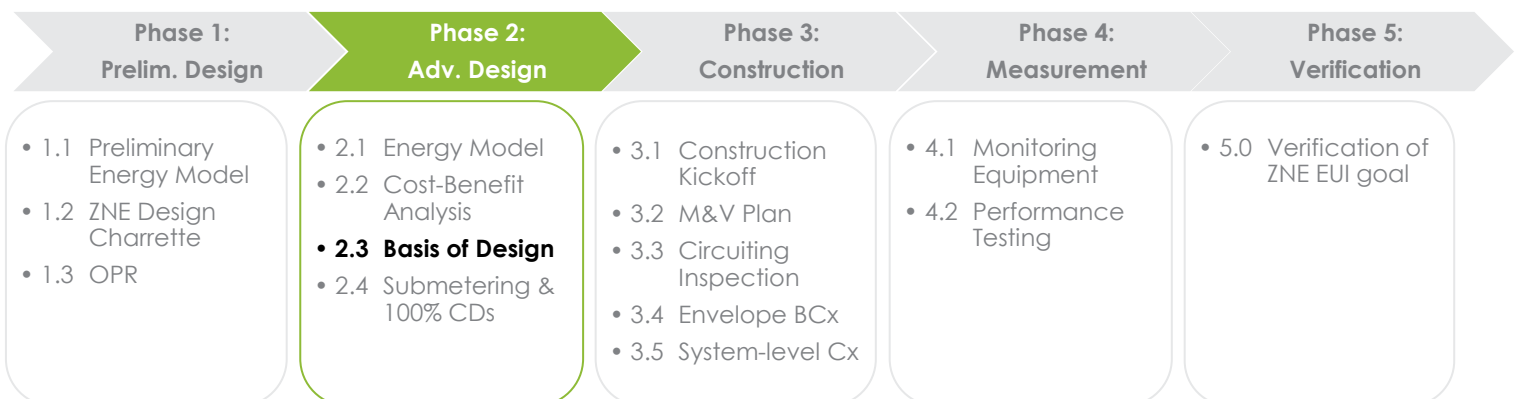 Phase 1:
Prelim. Design
Phase 2:
Adv. Design
Phase 3:
Construction
Phase 4:
Measurement
Phase 5:
Verification
• 1.1 Preliminary
Energy Model
• 1.2 ZNE Design
Charrette
• 1.3 OPR
• 2.1 Energy Model
• 2.2 Cost-Benefit
Analysis
• 2.3 Basis of Design
• 2.4 Submetering &
100% CDs
• 3.1 Construction
Kickoff
• 3.2 M&V Plan
• 3.3 Circuiting
Inspection
• 3.4 Envelope BCx
• 3.5 System-level Cx
• 4.1 Monitoring
Equipment
• 4.2 Performance
Testing
• 5.0 Verification of
ZNE EUI goal